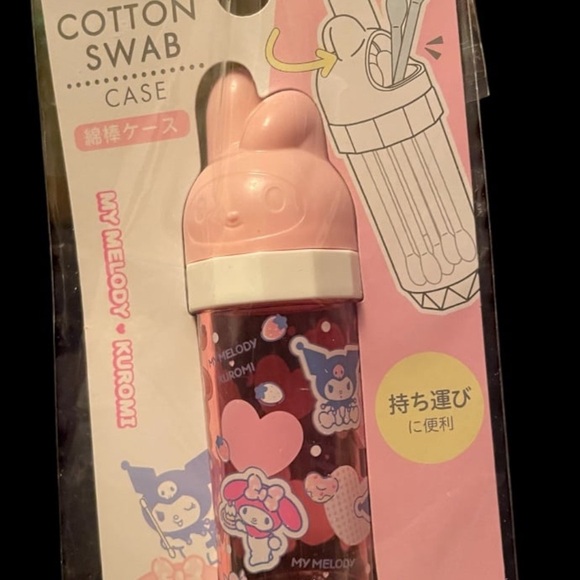 COTTON
SWAB
CASE
綿棒ケース
MY MELODY ♥ KUROMI
MY MELODY
KUROMI
持ち運び
に便利
MY MELODY